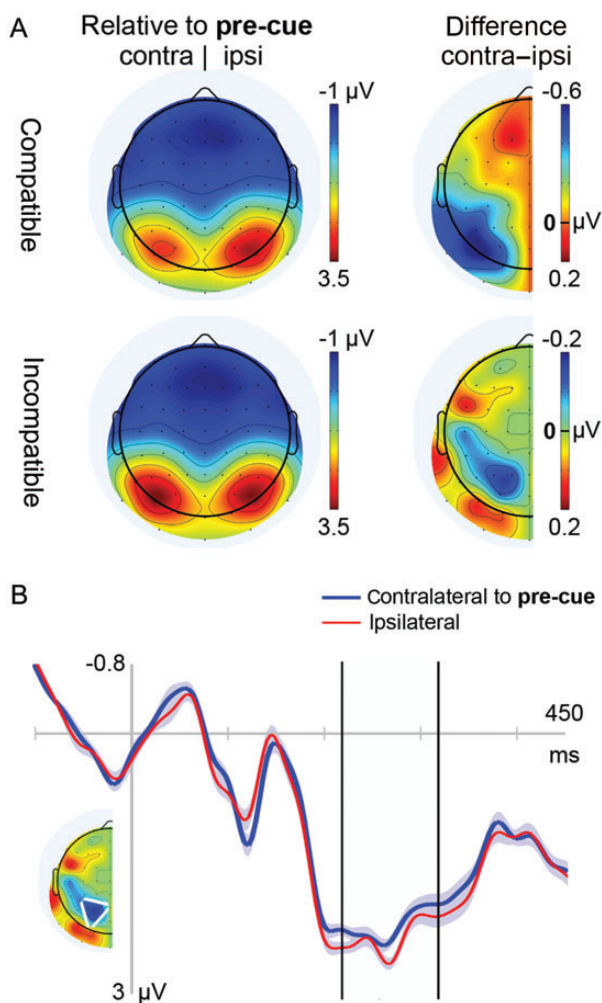 A
Relative to pre-cue
contra | ipsi
Difference
contra–ipsi
Compatible
-1 µV
3.5
-0.6
0 µV
0.2
Incompatible
-1 µV
3.5
-0.2
0 µV
0.2
B
Contralateral to pre-cue
Ipsilateral
-0.8
450
ms
3 µV